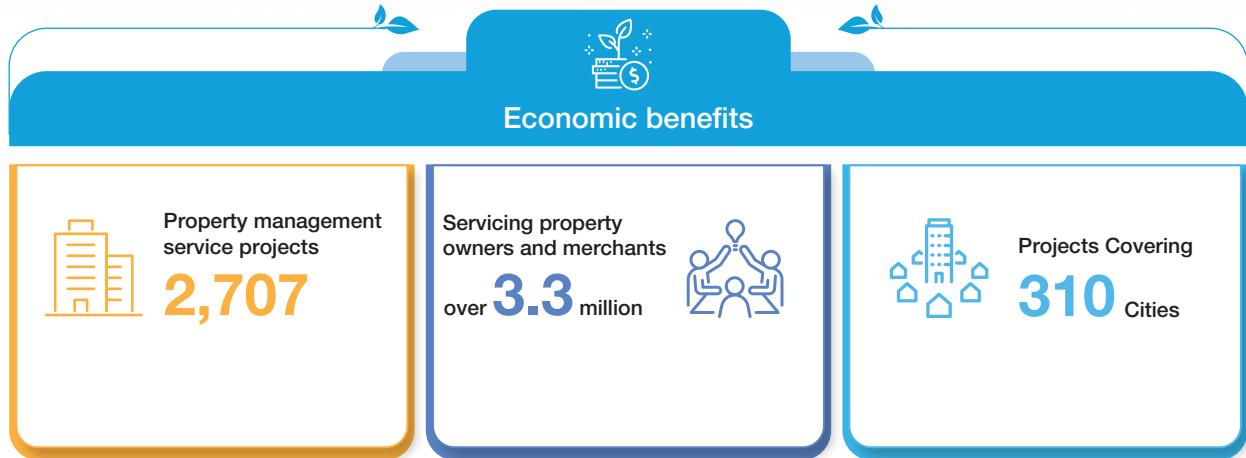 Economic benefits
Property management
service projects
2,707
Servicing property
owners and merchants
over 3.3 million
Projects Covering
310 Cities